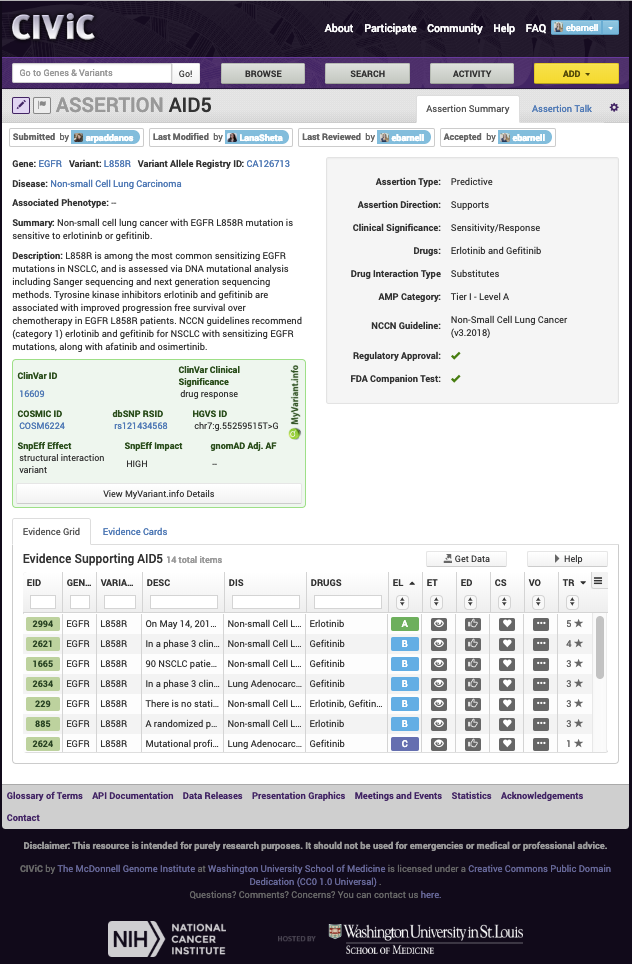 CIViC
About Participate Community Help FAQ ebarnell
Go to Genes & Variants Go! BROWSE SEARCH ACTIVITY ADD
ASSERTION AID5 Assertion Summary Assertion Talk
Submitted by arpaddanos Last Modified by LanaSheta Last Reviewed by ebarnell Accepted by ebarnell
Gene: EGFR Variant: L858R Variant Allele Registry ID: CA126713
Disease: Non-small Cell Lung Carcinoma
Associated Phenotype: --
Summary: Non-small cell lung cancer with EGFR L858R mutation is
sensitive to erlotininb or gefitinib.
Description: L858R is among the most common sensitizing EGFR
mutations in NSCLC, and is assessed via DNA mutational analysis
including Sanger sequencing and next generation sequencing
methods. Tyrosine kinase inhibitors erlotinib and gefitinib are
associated with improved progression free survival over
chemotherapy in EGFR L858R patients. NCCN guidelines recommend
(category 1) erlotinib and gefitinib for NSCLC with sensitizing EGFR
mutations, along with afatinib and osimertinib.
Assertion Type: Predictive
Assertion Direction: Supports
Clinical Significance: Sensitivity/Response
Drugs: Erlotinib and Gefitinib
Drug Interaction Type Substitutes
AMP Category: Tier I - Level A
NCCN Guideline: Non-Small Cell Lung Cancer
(v3.2018)
Regulatory Approval: ✔
FDA Companion Test: ✔
ClinVar ID ClinVar Clinical
Significance
16609 drug response
COSMIC ID dbSNP RSID HGVS ID
COSM6224 rs121434568 chr7:g.55259515T>G
SnpEff Effect SnpEff Impact gnomAD Adj. AF
structural interaction
variant HIGH --
MyVariant.info
View MyVariant.info Details
Evidence Grid Evidence Cards
Evidence Supporting AID5 14 total items Get Data Help
EID GEN... VARIA... DESC DIS DRUGS EL ET ED CS VO TR
2994 EGFR L858R On May 14, 201... Non-small Cell L... Erlotinib A 5 ★
2621 EGFR L858R In a phase 3 clin... Non-small Cell L... Gefitinib B 4 ★
1665 EGFR L858R 90 NSCLC patie... Non-small Cell L... Gefitinib B 3 ★
2634 EGFR L858R In a phase 3 clin... Lung Adenocarc... Gefitinib B 3 ★
229 EGFR L858R There is no stati... Non-small Cell L... Erlotinib, Gefitin... B 3 ★
885 EGFR L858R A randomized p... Non-small Cell L... Erlotinib B 3 ★
2624 EGFR L858R Mutational profi... Lung Adenocarc... Gefitinib C 1 ★
Glossary of Terms API Documentation Data Releases Presentation Graphics Meetings and Events Statistics Acknowledgements
Contact
Disclaimer: This resource is intended for purely research purposes. It should not be used for emergencies or medical or professional advice.
CIViC by The McDonnell Genome Institute at Washington University School of Medicine is licensed under a Creative Commons Public Domain
Dedication (CC0 1.0 Universal) .
Questions? Comments? Concerns? You can contact us here.
NIH NATIONAL
CANCER
INSTITUTE
HOSTED BY
Washington University in St. Louis
SCHOOL OF MEDICINE